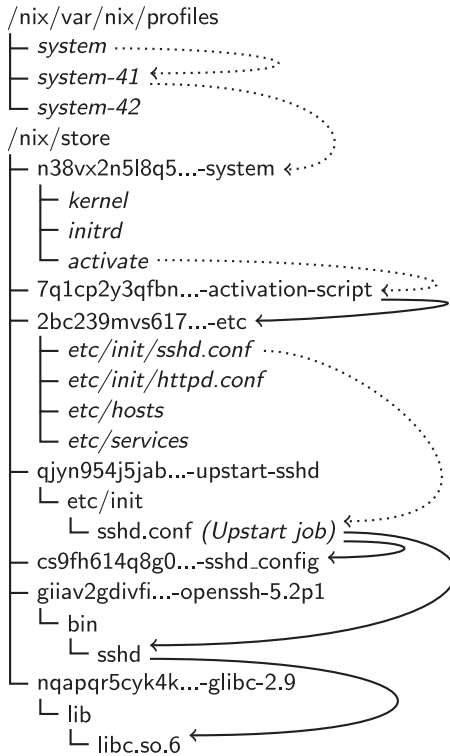 /nix/var/nix/profiles
system
system-41
system-42
/nix/store
n38vx2n5l8q5...-system
kernel
initrd
activate
7q1cp2y3qfbn...-activation-script
2bc239mvs617...-etc
etc/init/sshd.conf
etc/init/httpd.conf
etc/hosts
etc/services
qjyn954j5jab...-upstart-sshd
etc/init
sshd.conf (Upstart job)
cs9fh614q8g0...-sshd_config
giiav2gdivfi...-openssh-5.2p1
bin
sshd
nqapqr5cyk4k...-glibc-2.9
lib
libc.so.6